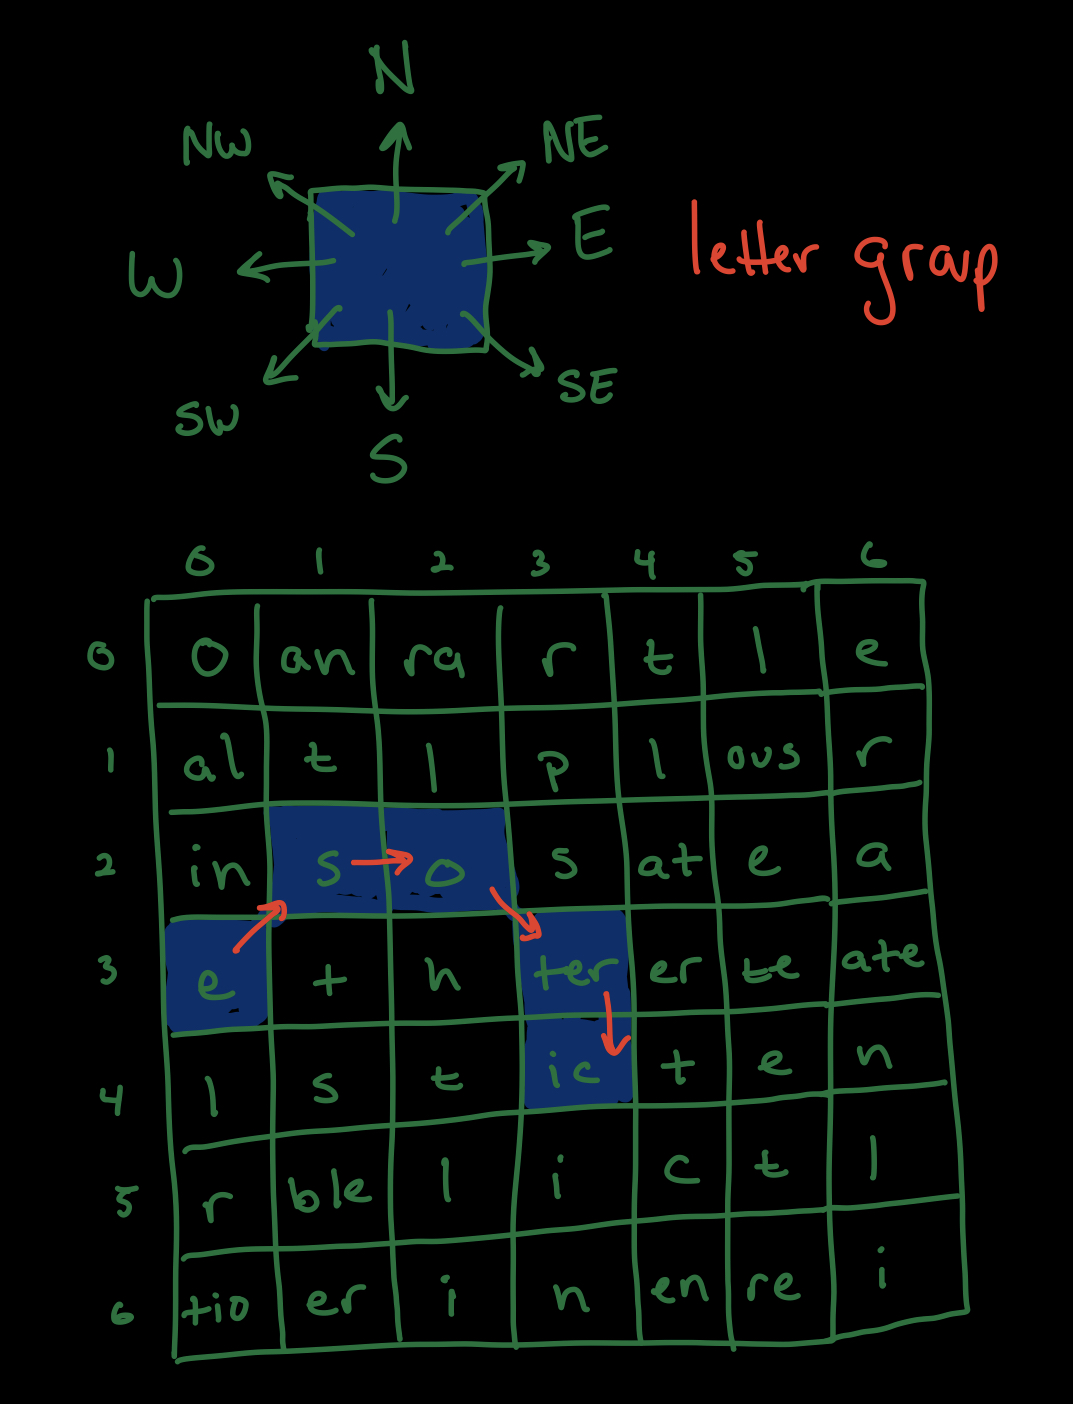 N
NW NE
W E letter group
SW SE
S
0 1 2 3 4 5 6
0 o an ra r t l e
1 al t l p l ous r
2 in s o s at e a
3 e t h ter er te ate
4 l s t ic t e n
5 r ble l i c t l
6 tio er i n en re i